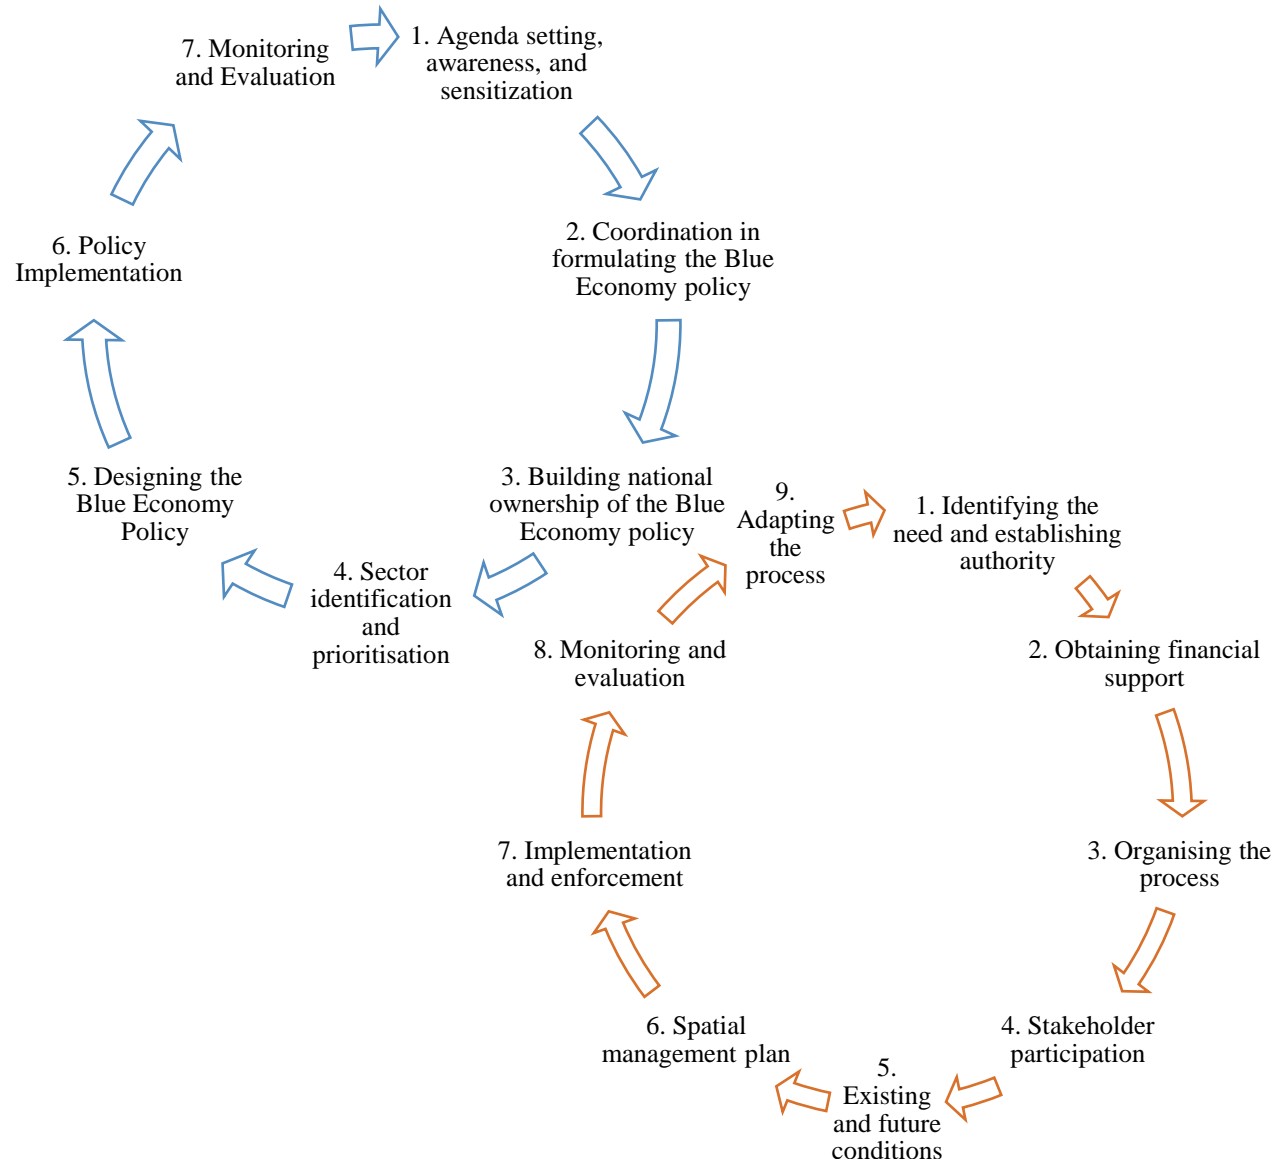 1. Agenda setting,
awareness, and
sensitization
2. Coordination in
formulating the Blue
Economy policy
3. Building national
ownership of the Blue
Economy policy
4. Sector
identification
and
prioritisation
5. Designing the
Blue Economy
Policy
6. Policy
Implementation
7. Monitoring
and Evaluation
1. Identifying the
need and establishing
authority
2. Obtaining financial
support
3. Organising the
process
4. Stakeholder
participation
5.
Existing
and future
conditions
6. Spatial
management plan
7. Implementation
and enforcement
8. Monitoring and
evaluation
9.
Adapting
the
process